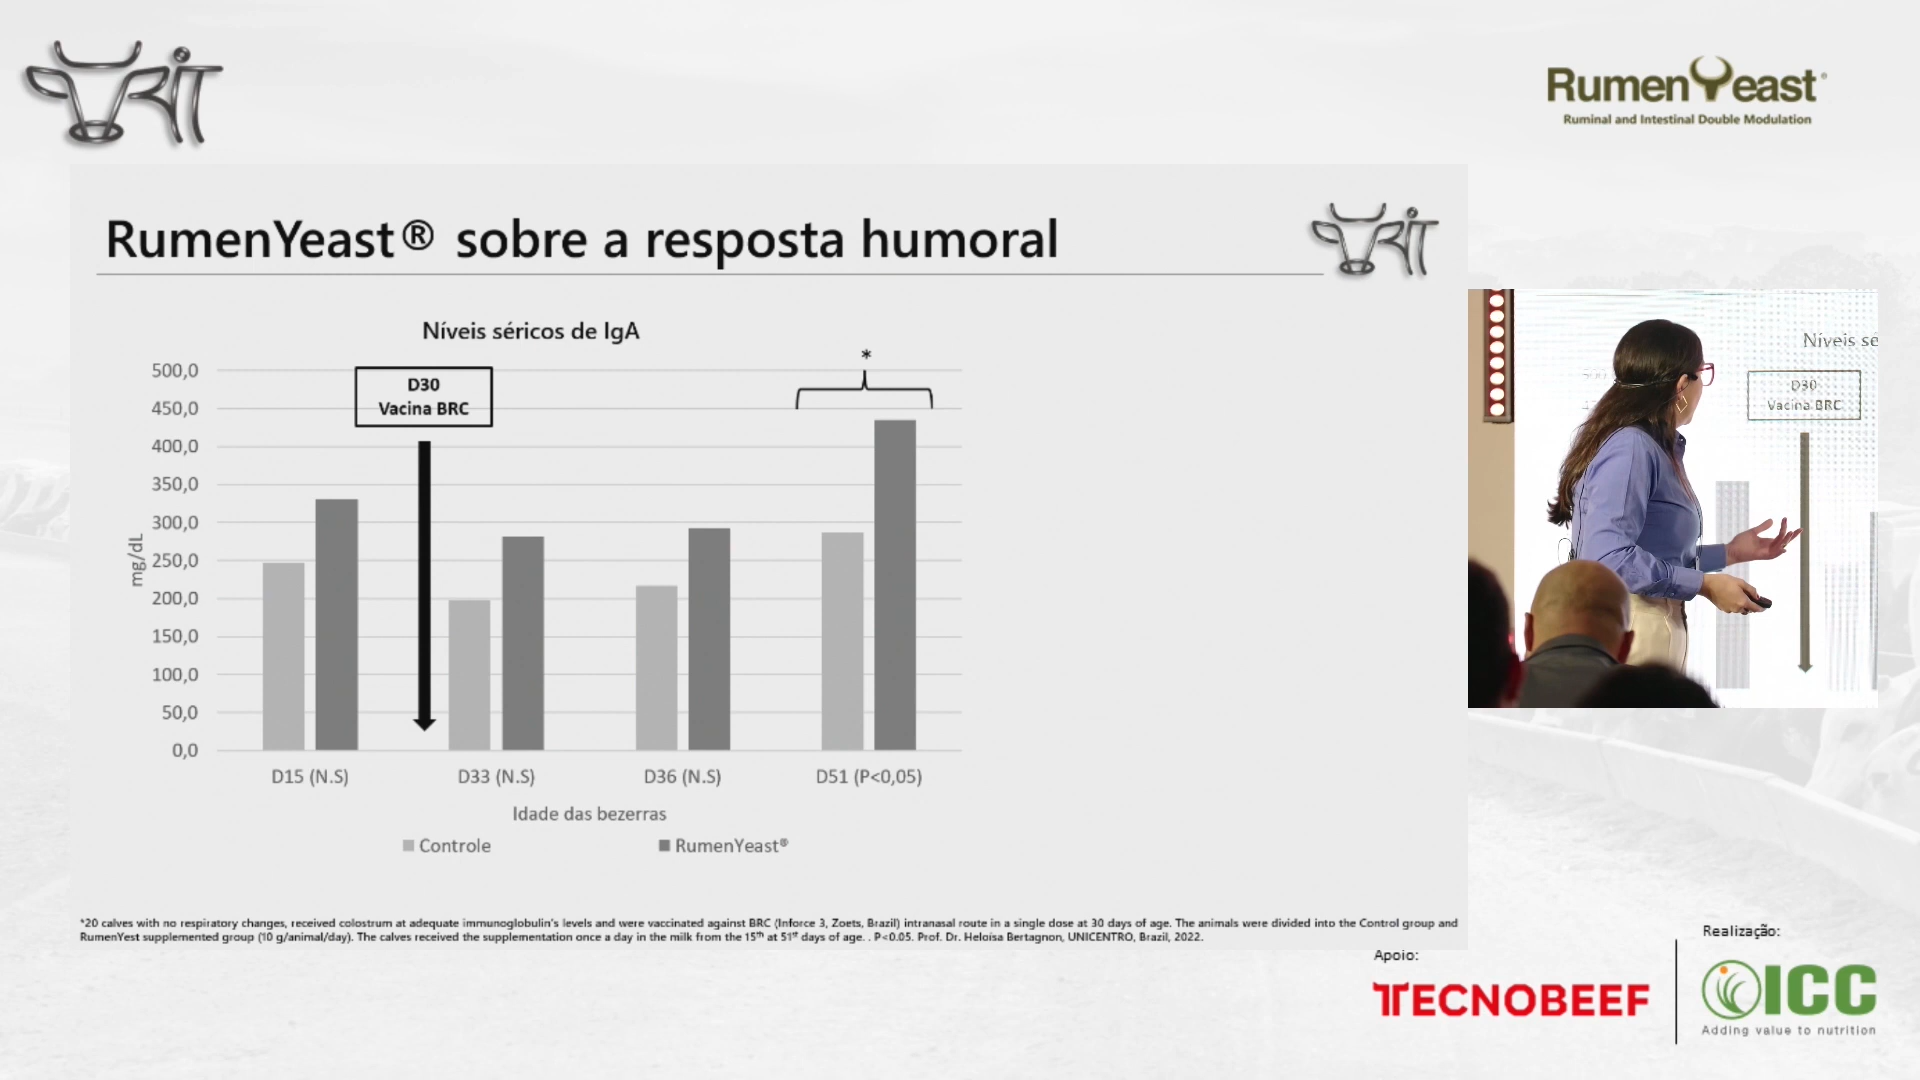 RIT
RumenYeast®
Ruminal and Intestinal Double Modulation
RumenYeast® sobre a resposta humoral
RIT
Níveis séricos de IgA
*
500,0
450,0
400,0
350,0
300,0
250,0
200,0
150,0
100,0
50,0
0,0
mg/dL
D30
Vacina BRC
D15 (N.S)
D33 (N.S)
D36 (N.S)
D51 (P<0,05)
Idade das bezerras
Controle
RumenYeast®
Níveis sé
D30
Vacina BRC
*20 calves with no respiratory changes, received colostrum at adequate immunoglobulin's levels and were vaccinated against BRC (Inforce 3, Zoets, Brazil) intranasal route in a single dose at 30 days of age. The animals were divided into the Control group and
RumenYest supplemented group (10 g/animal/day). The calves received the supplementation once a day in the milk from the 15th at 51st days of age. . P<0.05. Prof. Dr. Heloísa Bertagnon, UNICENTRO, Brazil, 2022.
Apoio:
TECNOBEEF
Realização:
ICC
Adding value to nutrition